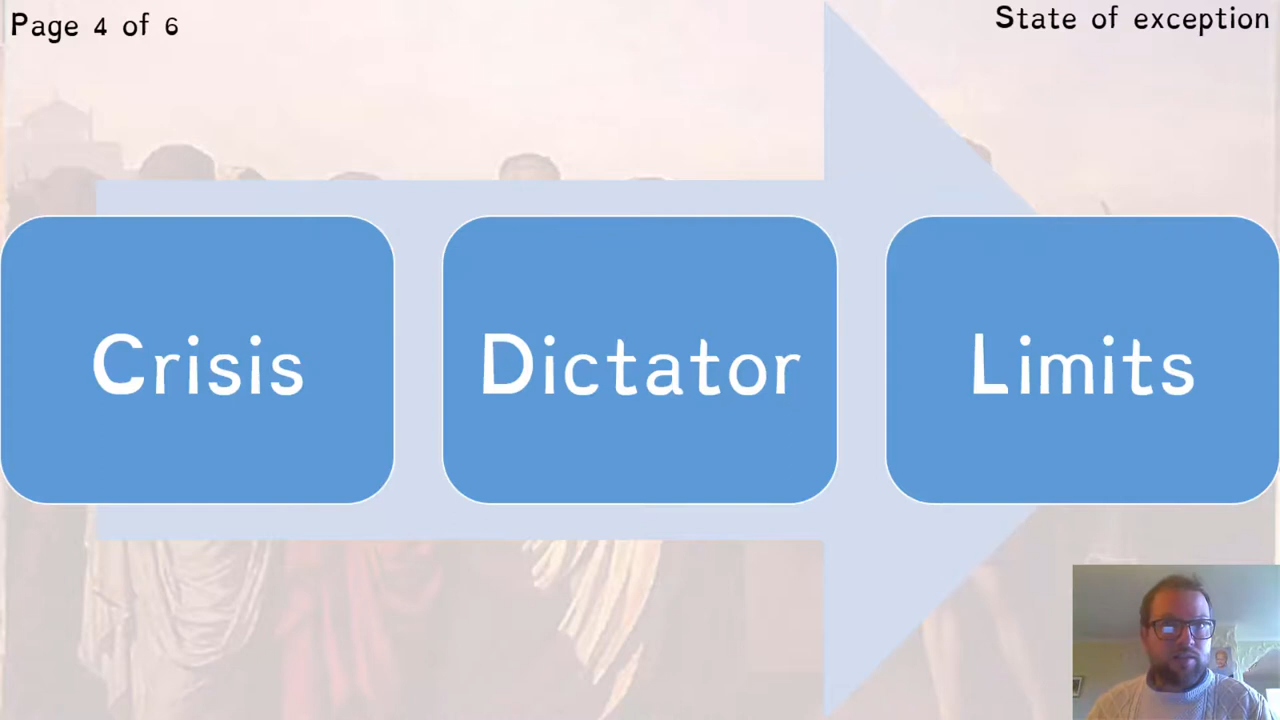 Page 4 of 6
State of exception
Crisis
Dictator
Limits